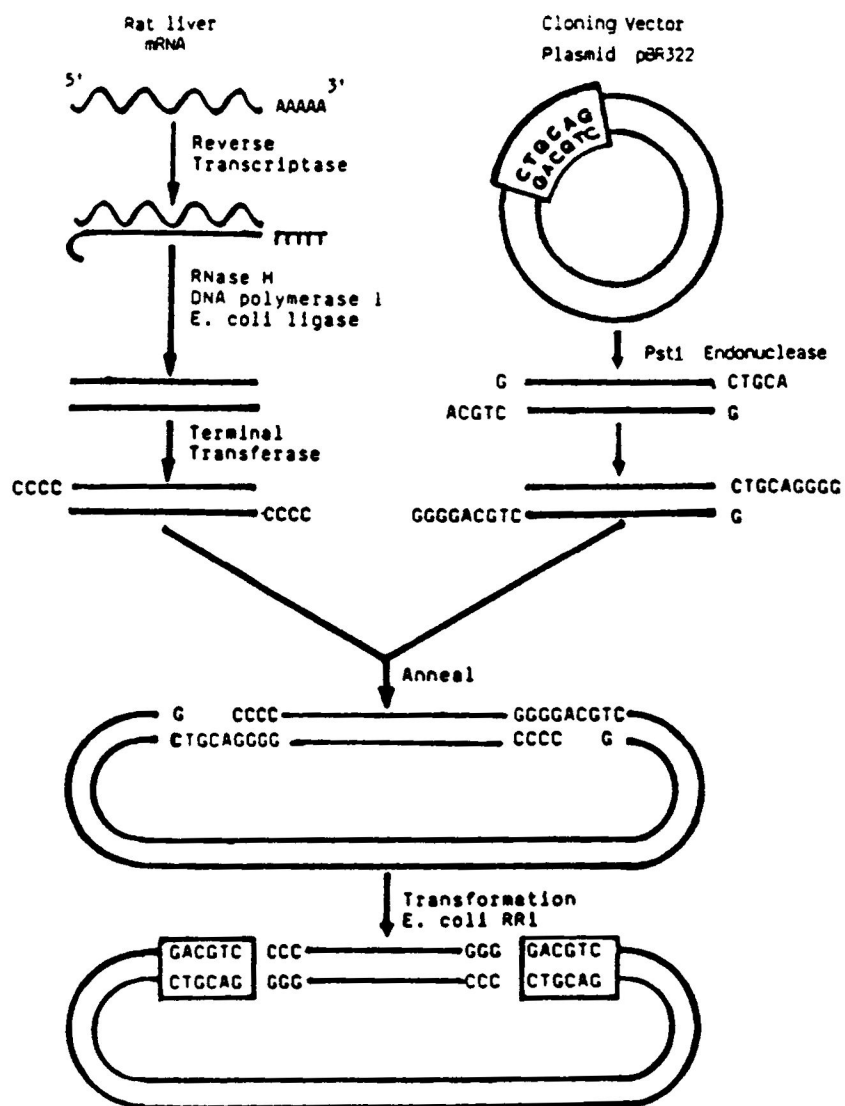 Rat liver
mRNA
5'
3'
AAAAA
Reverse
Transcriptase
TTTTT
RNase H
DNA polymerase 1
E. coli ligase
Terminal
Transferase
CCCC
CCCC
Cloning Vector
Plasmid pBR322
CTGCAG
GACGTC
Pst1 Endonuclease
G CTGCA
ACGTC G
CTGCAGGGG
GGGGACGTC G
Anneal
G CCCC GGGGACGTC
CTGCAGGGG CCCC G
Transformation
E. coli RR1
GACGTC CCC GGG GACGTC
CTGCAG GGG CCC CTGCAG